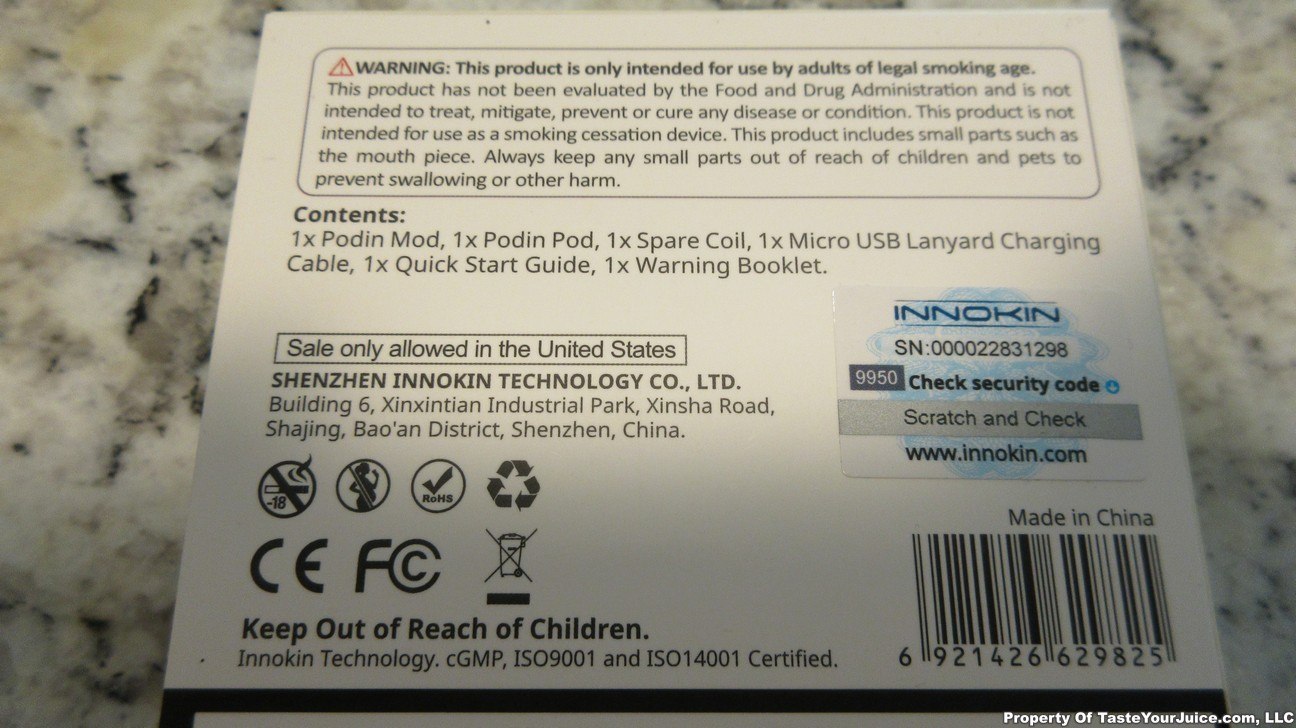 WARNING: This product is only intended for use by adults of legal smoking age.
This product has not been evaluated by the Food and Drug Administration and is not
intended to treat, mitigate, prevent or cure any disease or condition. This product is not
intended for use as a smoking cessation device. This product includes small parts such as
the mouth piece. Always keep any small parts out of reach of children and pets to
prevent swallowing or other harm.
Contents:
1x Podin Mod, 1x Podin Pod, 1x Spare Coil, 1x Micro USB Lanyard Charging
Cable, 1x Quick Start Guide, 1x Warning Booklet.
Sale only allowed in the United States
SHENZHEN INNOKIN TECHNOLOGY CO., LTD.
Building 6, Xinxintian Industrial Park, Xinsha Road,
Shajing, Bao'an District, Shenzhen, China.
INNOKIN
SN:000022831298
9950 Check security code
Scratch and Check
www.innokin.com
-18
RoHS
CE FC
Made in China
6 921426 629825
Keep Out of Reach of Children.
Innokin Technology. cGMP, ISO9001 and ISO14001 Certified.
Property Of TasteYourJuice.com, LLC